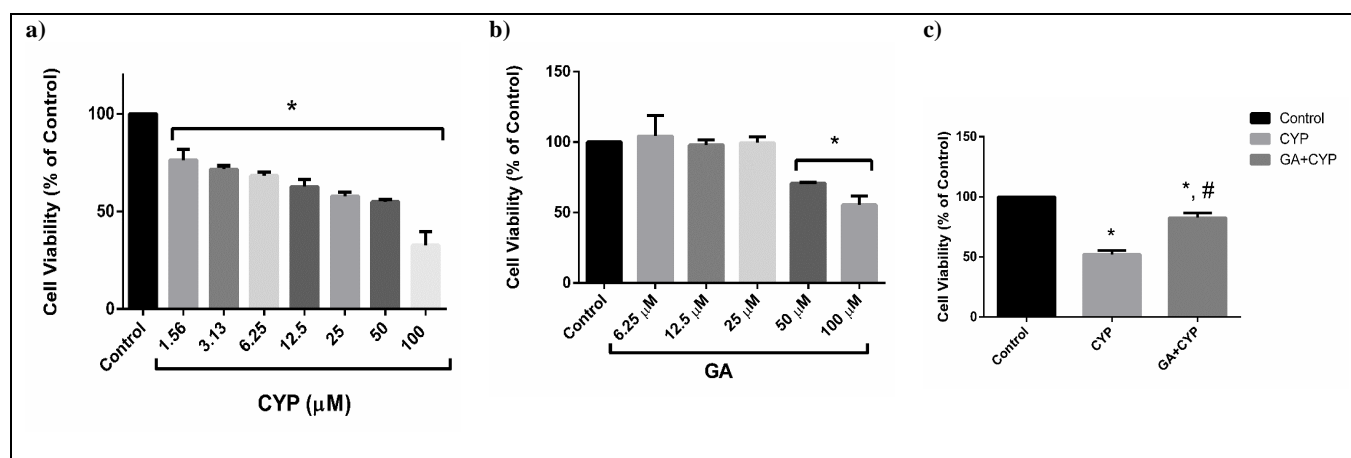 a)
Cell Viability (% of Control)
100
50
0
*
Control
1.56
3.13
6.25
12.5
25
50
100
CYP (μM)
b)
Cell Viability (% of Control)
150
100
50
0
*
Control
6.25 μM
12.5 μM
25 μM
50 μM
100 μM
GA
c)
Cell Viability (% of Control)
150
100
50
0
*
*, #
Control
CYP
GA+CYP
Control
CYP
GA+CYP